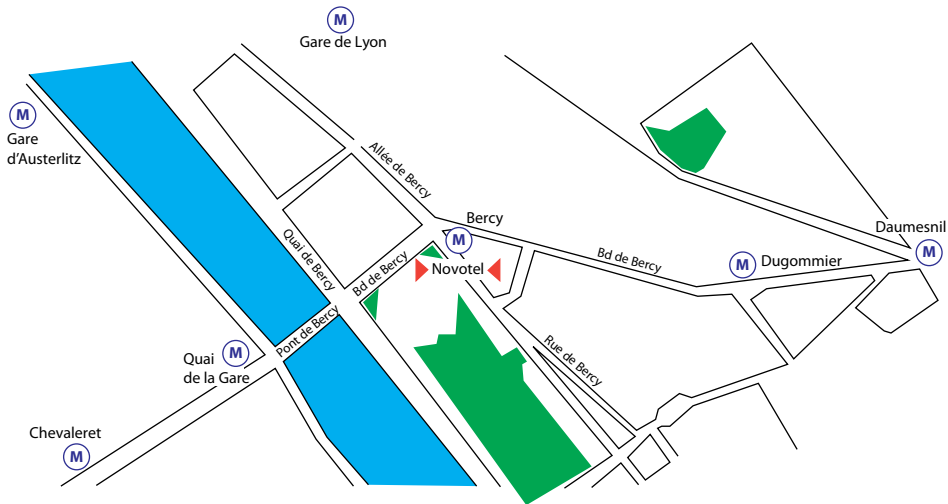 M
Gare de Lyon
M
Gare
d'Austerlitz
Allée de Bercy
Bercy
M
Quai de Bercy
Bd de Bercy
Novotel
Bd de Bercy
M
Dugommier
Daumesnil
M
Pont de Bercy
Rue de Bercy
Quai
de la Gare
M
Chevaleret
M